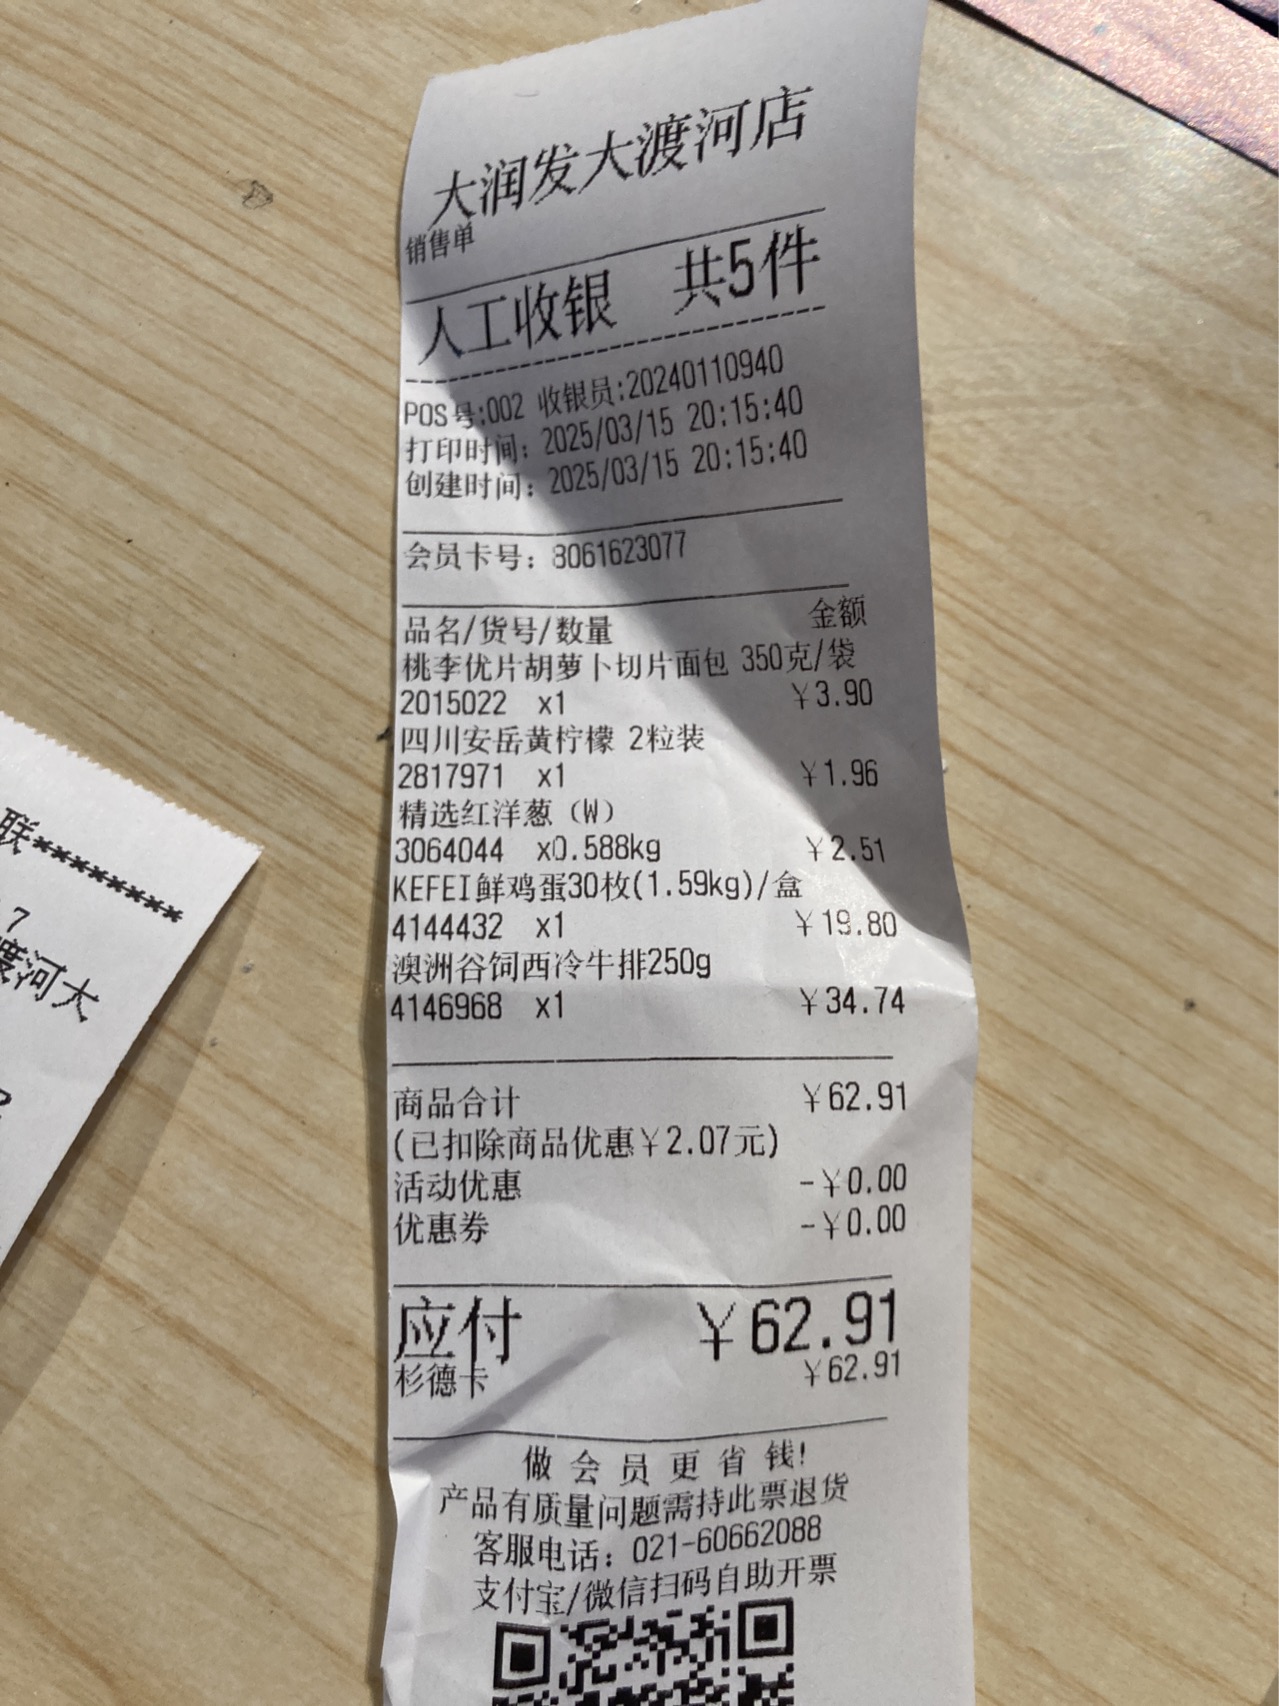 大润发大渡河店
销售单
人工收银 共5件
POS号:002 收银员:20240110940
打印时间: 2025/03/15 20:15:40
创建时间: 2025/03/15 20:15:40
会员卡号: 8061623077
品名/货号/数量 金额
桃李优片胡萝卜切片面包 350克/袋
2015022 x1 ￥3.90
四川安岳黄柠檬 2粒装
2817971 x1 ￥1.96
精选红洋葱（W）
3064044 x0.588kg ￥2.51
KEFEI鲜鸡蛋30枚(1.59kg)/盒
4144432 x1 ￥19.80
澳洲谷饲西冷牛排250g
4146968 x1 ￥34.74
商品合计 ￥62.91
(已扣除商品优惠￥2.07元)
活动优惠 -￥0.00
优惠券 -￥0.00
应付 ￥62.91
杉德卡 ￥62.91
做会员更省钱!
产品有质量问题需持此票退货
客服电话: 021-60662088
支付宝/微信扫码自助开票
联*********
7
渡河大